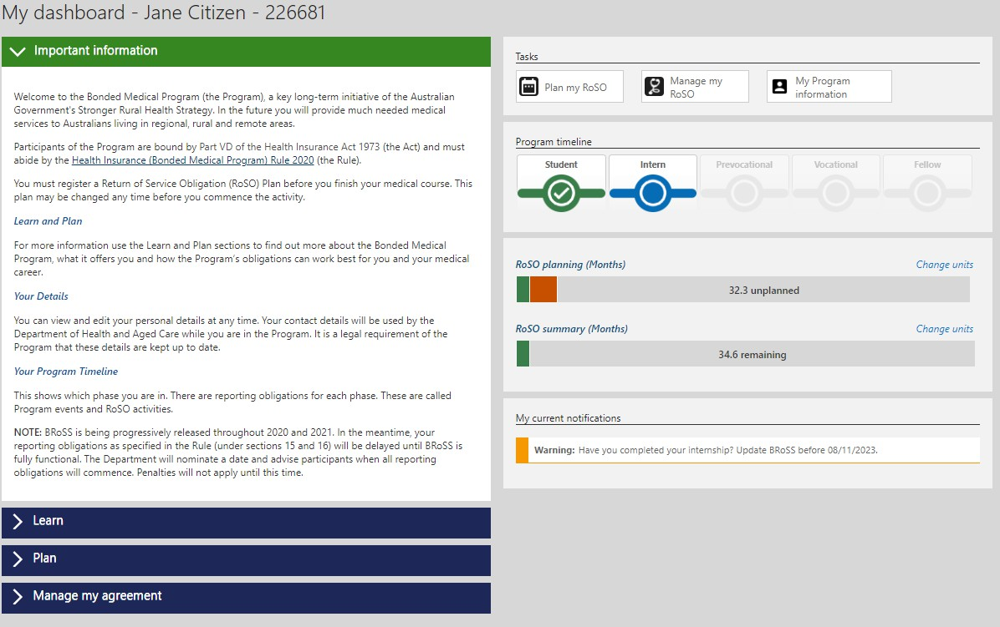 My dashboard - Jane Citizen - 226681
Important information
Welcome to the Bonded Medical Program (the Program), a key long-term initiative of the Australian
Government's Stronger Rural Health Strategy. In the future you will provide much needed medical
services to Australians living in regional, rural and remote areas.
Participants of the Program are bound by Part VD of the Health Insurance Act 1973 (the Act) and must
abide by the Health Insurance (Bonded Medical Program) Rule 2020 (the Rule).
You must register a Return of Service Obligation (RoSO) Plan before you finish your medical course. This
plan may be changed any time before you commence the activity.
Learn and Plan
For more information use the Learn and Plan sections to find out more about the Bonded Medical
Program, what it offers you and how the Program's obligations can work best for you and your medical
career.
Your Details
You can view and edit your personal details at any time. Your contact details will be used by the
Department of Health and Aged Care while you are in the Program. It is a legal requirement of the
Program that these details are kept up to date.
Your Program Timeline
This shows which phase you are in. There are reporting obligations for each phase. These are called
Program events and RoSO activities.
NOTE: BRoSS is being progressively released throughout 2020 and 2021. In the meantime, your
reporting obligations as specified in the Rule (under sections 15 and 16) will be delayed until BRoSS is
fully functional. The Department will nominate a date and advise participants when all reporting
obligations will commence. Penalties will not apply until this time.
Learn
Plan
Manage my agreement
Tasks
Plan my RoSO
Manage my
RoSO
My Program
information
Program timeline
Student
Intern
Prevocational
Vocational
Fellow
RoSO planning (Months)
Change units
32.3 unplanned
RoSO summary (Months)
Change units
34.6 remaining
My current notifications
Warning: Have you completed your internship? Update BRoSS before 08/11/2023.